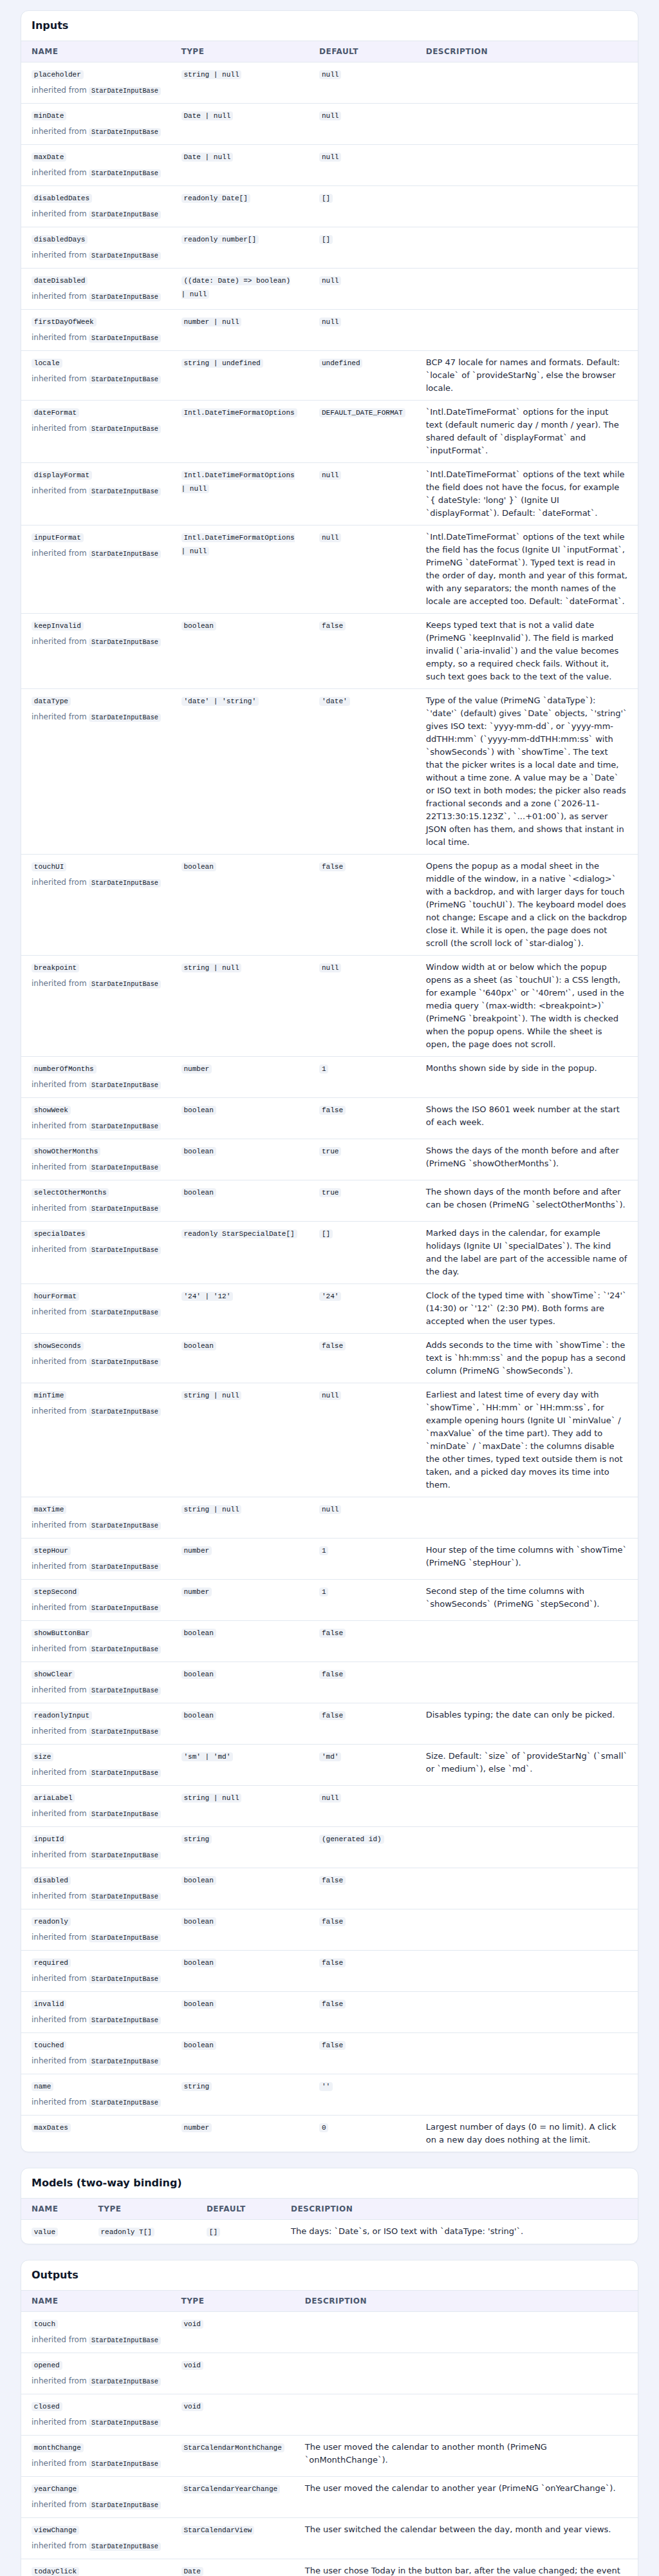 Inputs
NAME TYPE DEFAULT DESCRIPTION
placeholder string | null null
inherited from StarDateInputBase
minDate Date | null null
inherited from StarDateInputBase
maxDate Date | null null
inherited from StarDateInputBase
disabledDates readonly Date[] []
inherited from StarDateInputBase
disabledDays readonly number[] []
inherited from StarDateInputBase
dateDisabled ((date: Date) => boolean) null
inherited from StarDateInputBase | null
firstDayOfWeek number | null null
inherited from StarDateInputBase
locale string | undefined undefined BCP 47 locale for names and formats. Default:
inherited from StarDateInputBase `locale` of `provideStarNg`, else the browser
locale.
dateFormat Intl.DateTimeFormatOptions DEFAULT_DATE_FORMAT `Intl.DateTimeFormat` options for the input
inherited from StarDateInputBase text (default numeric day / month / year). The
shared default of `displayFormat` and
`inputFormat`.
displayFormat Intl.DateTimeFormatOptions null `Intl.DateTimeFormat` options of the text while
inherited from StarDateInputBase | null the field does not have the focus, for example
`{ dateStyle: 'long' }` (Ignite UI
`displayFormat`). Default: `dateFormat`.
inputFormat Intl.DateTimeFormatOptions null `Intl.DateTimeFormat` options of the text while
inherited from StarDateInputBase | null the field has the focus (Ignite UI `inputFormat`,
PrimeNG `dateFormat`). Typed text is read in
the order of day, month and year of this format,
with any separators; the month names of the
locale are accepted too. Default: `dateFormat`.
keepInvalid boolean false Keeps typed text that is not a valid date
inherited from StarDateInputBase (PrimeNG `keepInvalid`). The field is marked
invalid (`aria-invalid`) and the value becomes
empty, so a required check fails. Without it,
such text goes back to the text of the value.
dataType 'date' | 'string' 'date' Type of the value (PrimeNG `dataType`):
inherited from StarDateInputBase `'date'` (default) gives `Date` objects, `'string'`
gives ISO text: `yyyy-mm-dd`, or `yyyy-mm-
ddTHH:mm` (`yyyy-mm-ddTHH:mm:ss` with
`showSeconds`) with `showTime`. The text
that the picker writes is a local date and time,
without a time zone. A value may be a `Date`
or ISO text in both modes; the picker also reads
fractional seconds and a zone (`2026-11-
22T13:30:15.123Z`, `...+01:00`), as server
JSON often has them, and shows that instant in
local time.
touchUI boolean false Opens the popup as a modal sheet in the
inherited from StarDateInputBase middle of the window, in a native `<dialog>`
with a backdrop, and with larger days for touch
(PrimeNG `touchUI`). The keyboard model does
not change; Escape and a click on the backdrop
close it. While it is open, the page does not
scroll (the scroll lock of `star-dialog`).
breakpoint string | null null Window width at or below which the popup
inherited from StarDateInputBase opens as a sheet (as `touchUI`): a CSS length,
for example `'640px'` or `'40rem'`, used in the
media query `(max-width: <breakpoint>)`
(PrimeNG `breakpoint`). The width is checked
when the popup opens. While the sheet is
open, the page does not scroll.
numberOfMonths number 1 Months shown side by side in the popup.
inherited from StarDateInputBase
showWeek boolean false Shows the ISO 8601 week number at the start
inherited from StarDateInputBase of each week.
showOtherMonths boolean true Shows the days of the month before and after
inherited from StarDateInputBase (PrimeNG `showOtherMonths`).
selectOtherMonths boolean true The shown days of the month before and after
inherited from StarDateInputBase can be chosen (PrimeNG `selectOtherMonths`).
specialDates readonly StarSpecialDate[] [] Marked days in the calendar, for example
inherited from StarDateInputBase holidays (Ignite UI `specialDates`). The kind
and the label are part of the accessible name of
the day.
hourFormat '24' | '12' '24' Clock of the typed time with `showTime`: `'24'`
inherited from StarDateInputBase (14:30) or `'12'` (2:30 PM). Both forms are
accepted when the user types.
showSeconds boolean false Adds seconds to the time with `showTime`: the
inherited from StarDateInputBase text is `hh:mm:ss` and the popup has a second
column (PrimeNG `showSeconds`).
minTime string | null null Earliest and latest time of every day with
inherited from StarDateInputBase `showTime`, `HH:mm` or `HH:mm:ss`, for
example opening hours (Ignite UI `minValue` /
`maxValue` of the time part). They add to
`minDate` / `maxDate`: the columns disable
the other times, typed text outside them is not
taken, and a picked day moves its time into
them.
maxTime string | null null
inherited from StarDateInputBase
stepHour number 1 Hour step of the time columns with `showTime`
inherited from StarDateInputBase (PrimeNG `stepHour`).
stepSecond number 1 Second step of the time columns with
inherited from StarDateInputBase `showSeconds` (PrimeNG `stepSecond`).
showButtonBar boolean false
inherited from StarDateInputBase
showClear boolean false
inherited from StarDateInputBase
readonlyInput boolean false Disables typing; the date can only be picked.
inherited from StarDateInputBase
size 'sm' | 'md' 'md' Size. Default: `size` of `provideStarNg` (`small`
inherited from StarDateInputBase or `medium`), else `md`.
ariaLabel string | null null
inherited from StarDateInputBase
inputId string (generated id)
inherited from StarDateInputBase
disabled boolean false
inherited from StarDateInputBase
readonly boolean false
inherited from StarDateInputBase
required boolean false
inherited from StarDateInputBase
invalid boolean false
inherited from StarDateInputBase
touched boolean false
inherited from StarDateInputBase
name string ''
inherited from StarDateInputBase
maxDates number 0 Largest number of days (0 = no limit). A click
on a new day does nothing at the limit.
Models (two-way binding)
NAME TYPE DEFAULT DESCRIPTION
value readonly T[] [] The days: `Date`s, or ISO text with `dataType: 'string'`.
Outputs
NAME TYPE DESCRIPTION
touch void
inherited from StarDateInputBase
opened void
inherited from StarDateInputBase
closed void
inherited from StarDateInputBase
monthChange StarCalendarMonthChange The user moved the calendar to another month (PrimeNG
inherited from StarDateInputBase `onMonthChange`).
yearChange StarCalendarYearChange The user moved the calendar to another year (PrimeNG `onYearChange`).
inherited from StarDateInputBase
viewChange StarCalendarView The user switched the calendar between the day, month and year views.
inherited from StarDateInputBase
todayClick Date The user chose Today in the button bar, after the value changed; the event